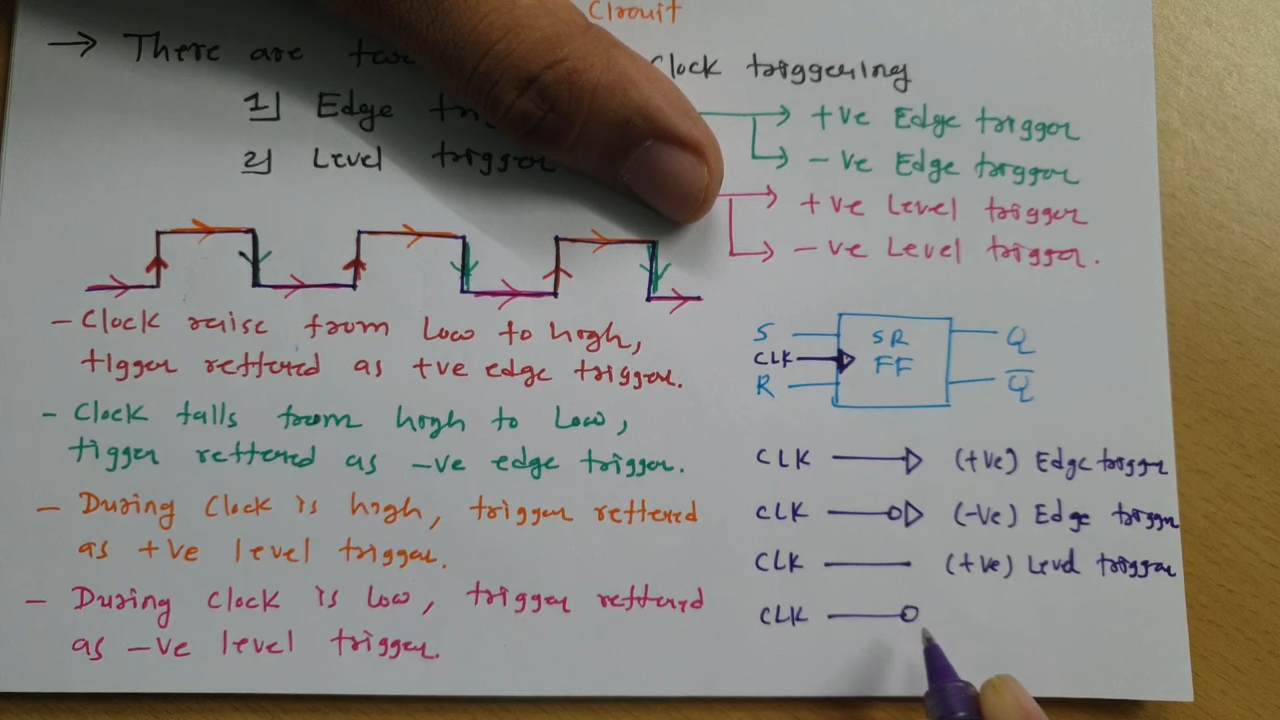 Circuit
→ There are two Clock triggering
1] Edge
2] Level trigger
+ve Edge trigger
-ve Edge trigger
+ve Level trigger
-ve Level trigger.
- Clock raise from Low to high,
tigger reffered as +ve edge trigger.
- Clock falls from high to Low,
tigger reffered as -ve edge trigger.
- During Clock is high, trigger reffered
as +ve level trigger.
- During Clock is Low, trigger reffered
as -ve level trigger.
S SR Q
CLK FF
R Q̅
CLK (+ve) Edge trigger
CLK (-ve) Edge trigger
CLK (+ve) Level trigger
CLK